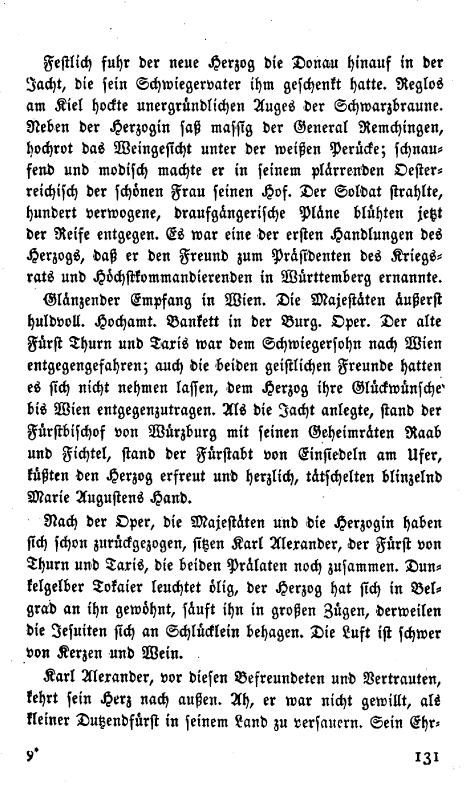 Festlich fuhr der neue Herzog die Donau hinauf in der
Jacht, die sein Schwiegervater ihm geschenkt hatte. Reglos
am Kiel hockte unergründlichen Auges der Schwarzbraune.
Neben der Herzogin saß massig der General Remchingen,
hochrot das Weingesicht unter der weißen Perücke; schnau-
fend und modisch machte er in seinem plärrenden Oester-
reichisch der schönen Frau seinen Hof. Der Soldat strahlte,
hundert verwogene, draufgängerische Pläne blühten jetzt
der Reife entgegen. Es war eine der ersten Handlungen des
Herzogs, daß er den Freund zum Präsidenten des Kriegs-
rats und Höchstkommandierenden in Württemberg ernannte.
Glänzender Empfang in Wien. Die Majestäten äußerst
huldvoll. Hochamt. Bankett in der Burg. Oper. Der alte
Fürst Thurn und Taxis war dem Schwiegersohn nach Wien
entgegengefahren; auch die beiden geistlichen Freunde hatten
es sich nicht nehmen lassen, dem Herzog ihre Glückwünsche
bis Wien entgegenzutragen. Als die Jacht anlegte, stand der
Fürstbischof von Würzburg mit seinen Geheimräten Raab
und Fichtel, stand der Fürstabt von Einsiedeln am Ufer,
küßten den Herzog erfreut und herzlich, tätschelten blinzelnd
Marie Augustens Hand.
Nach der Oper, die Majestäten und die Herzogin haben
sich schon zurückgezogen, sitzen Karl Alexander, der Fürst von
Thurn und Taxis, die beiden Prälaten noch zusammen. Dun-
kelgelber Tokaier leuchtet ölig, der Herzog hat sich in Bel-
grad an ihn gewöhnt, säuft ihn in großen Zügen, derweilen
die Jesuiten sich an Schlücklein behagen. Die Luft ist schwer
von Kerzen und Wein.
Karl Alexander, vor diesen Befreundeten und Vertrauten,
kehrt sein Herz nach außen. Ah, er war nicht gewillt, als
kleiner Dutzendfürst in seinem Land zu versauern. Sein Ehr-
9* 131